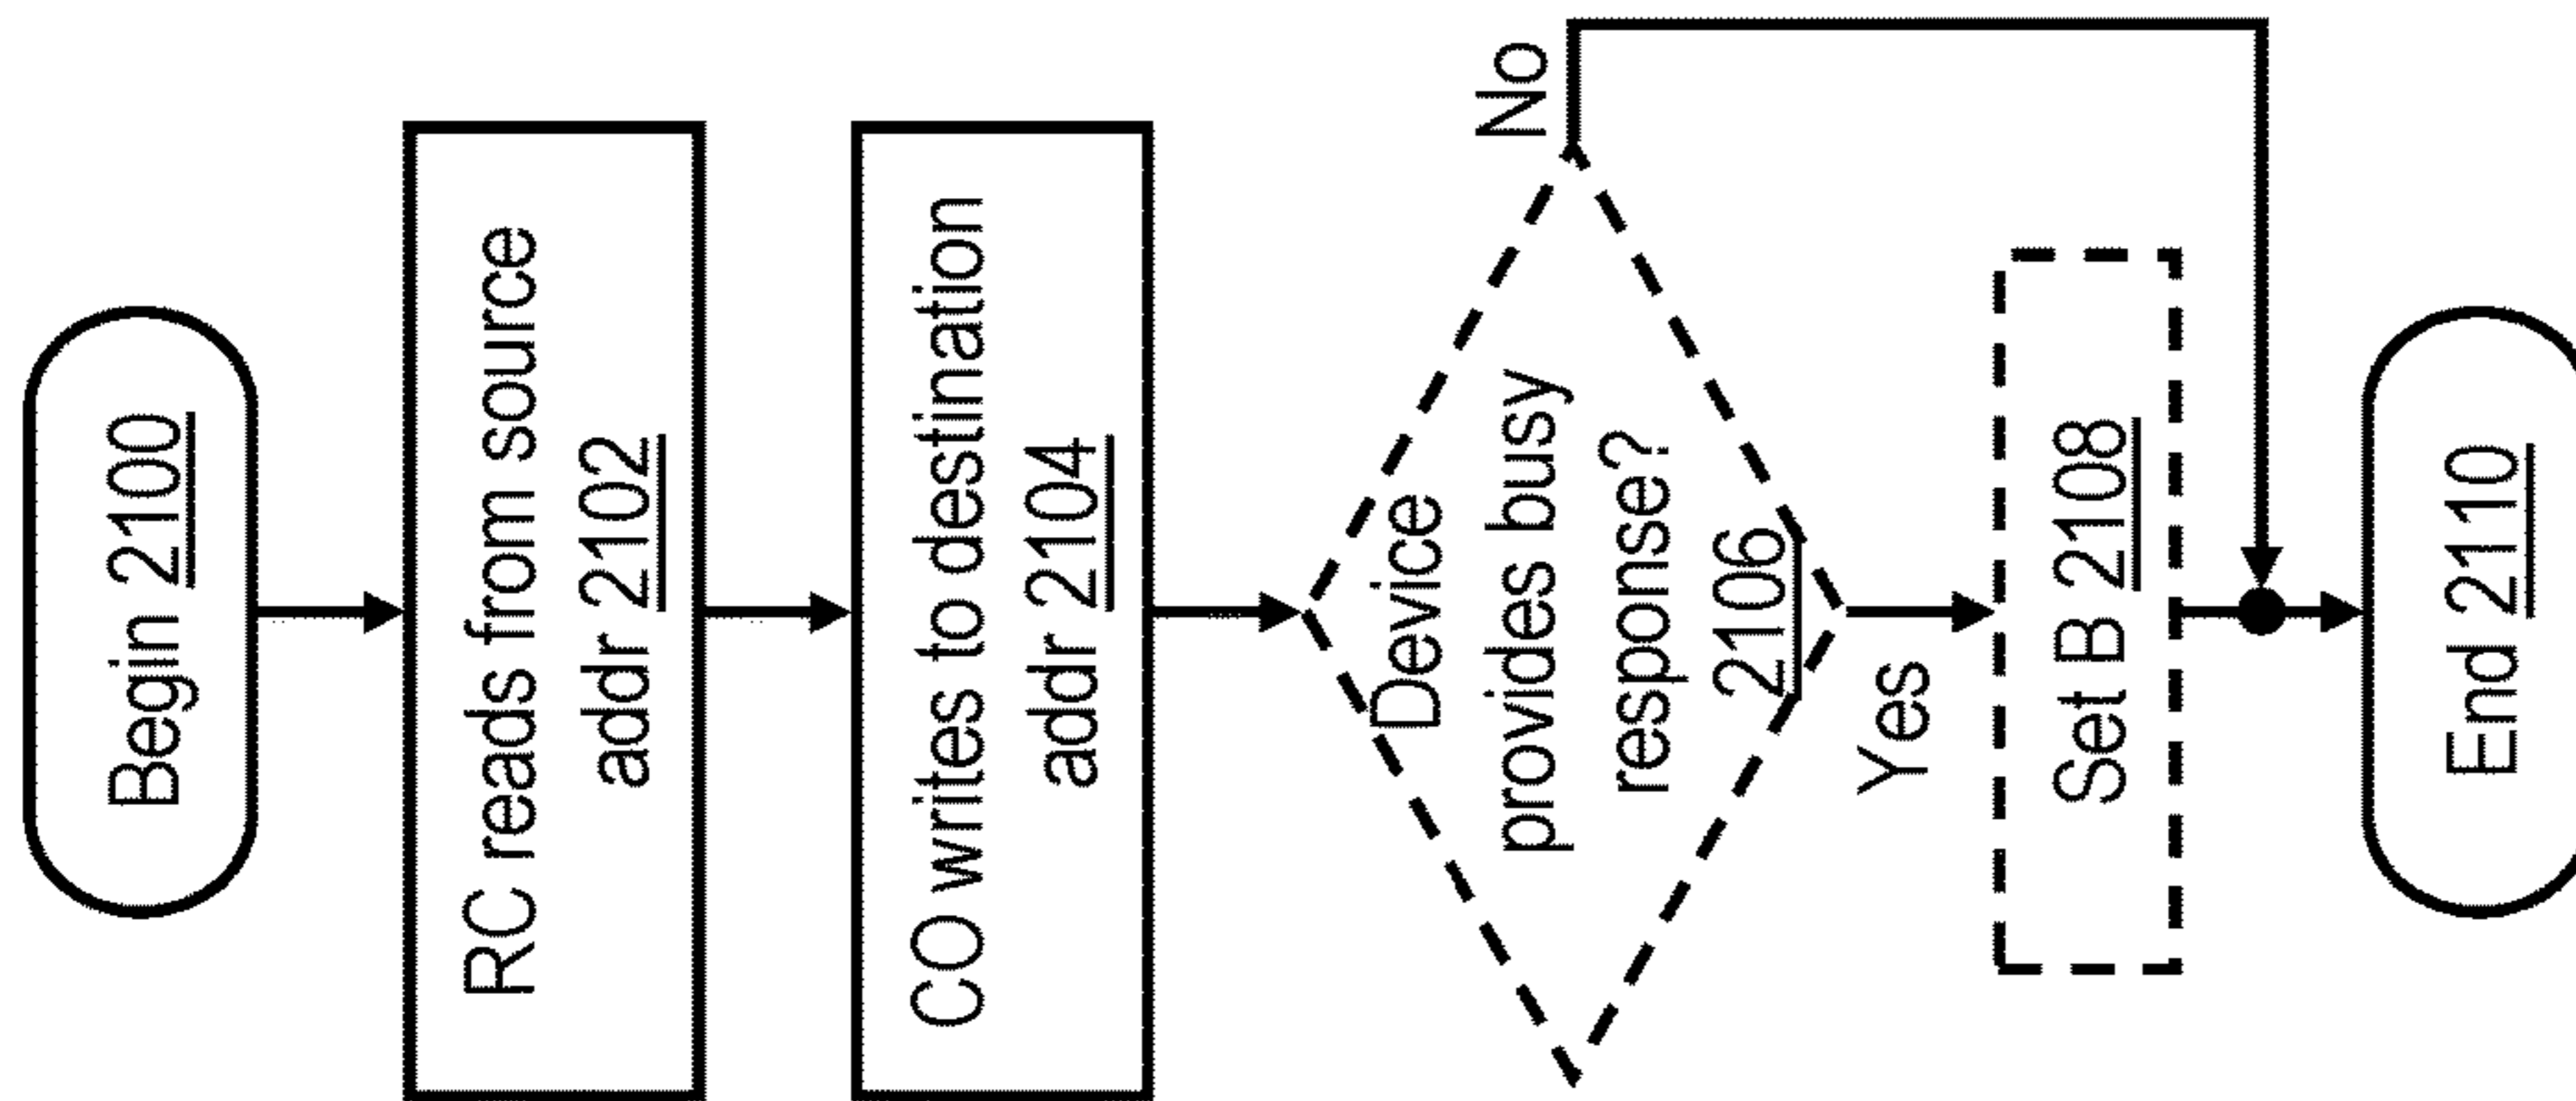 Begin 2100
RC reads from source
addr 2102
CO writes to destination
addr 2104
Device
provides busy
response?
2106
No
Yes
Set B 2108
End 2110